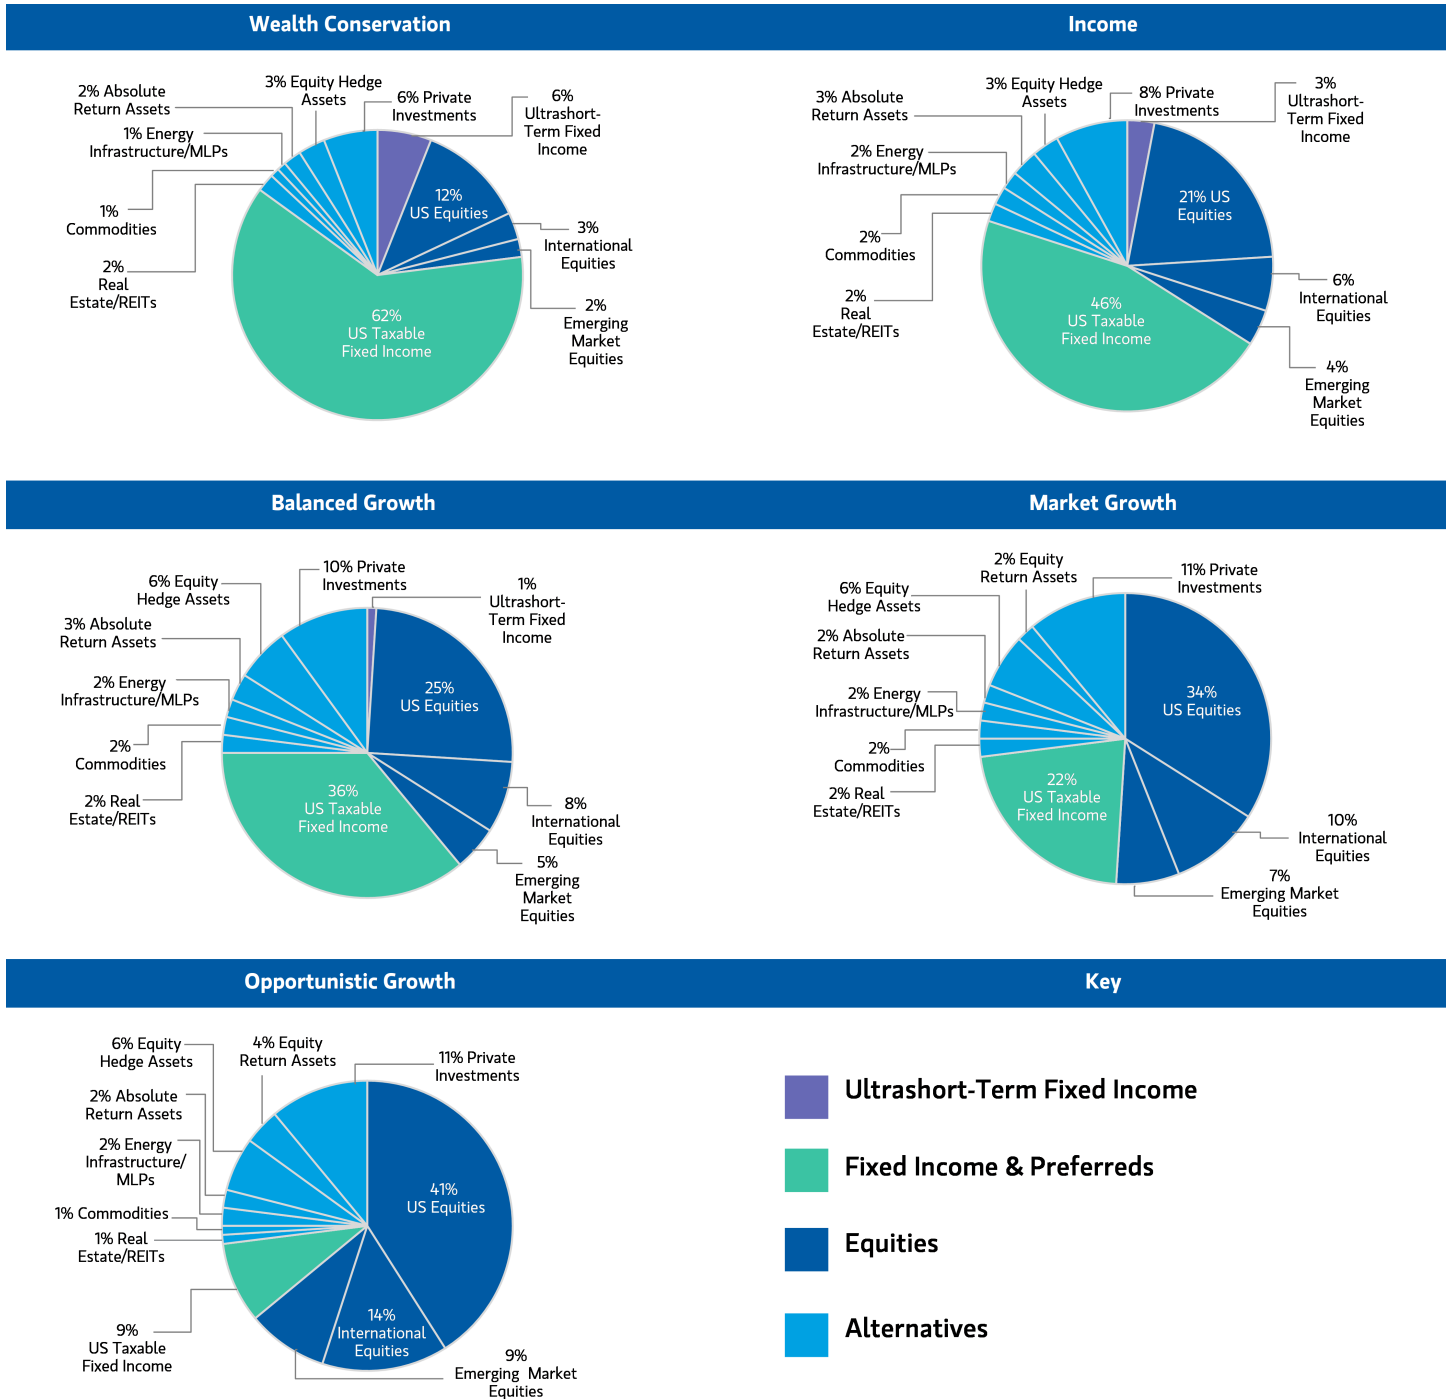 Wealth Conservation
2% Absolute
Return Assets
3% Equity Hedge
Assets
6% Private
Investments
6%
Ultrashort-
Term Fixed
Income
1% Energy
Infrastructure/MLPs
1%
Commodities
2%
Real
Estate/REITs
12%
US Equities
3%
International
Equities
2%
Emerging
Market
Equities
62%
US Taxable
Fixed Income
Income
3% Absolute
Return Assets
3% Equity Hedge
Assets
8% Private
Investments
3%
Ultrashort-
Term Fixed
Income
2% Energy
Infrastructure/MLPs
2%
Commodities
2%
Real
Estate/REITs
21% US
Equities
6%
International
Equities
4%
Emerging
Market
Equities
46%
US Taxable
Fixed Income
Balanced Growth
6% Equity
Hedge Assets
10% Private
Investments
1%
Ultrashort-
Term Fixed
Income
3% Absolute
Return Assets
2% Energy
Infrastructure/MLPs
2%
Commodities
2% Real
Estate/REITs
25%
US Equities
8%
International
Equities
5%
Emerging
Market
Equities
36%
US Taxable
Fixed Income
Market Growth
2% Equity
Return Assets
11% Private
Investments
6% Equity
Hedge Assets
2% Absolute
Return Assets
2% Energy
Infrastructure/MLPs
2%
Commodities
2% Real
Estate/REITs
34%
US Equities
22%
US Taxable
Fixed Income
10%
International
Equities
7%
Emerging Market
Equities
Opportunistic Growth
6% Equity
Hedge Assets
4% Equity
Return Assets
11% Private
Investments
2% Absolute
Return Assets
2% Energy
Infrastructure/
MLPs
1% Commodities
1% Real
Estate/REITs
41%
US Equities
14%
International
Equities
9%
US Taxable
Fixed Income
9%
Emerging Market
Equities
Key
Ultrashort-Term Fixed Income
Fixed Income & Preferreds
Equities
Alternatives